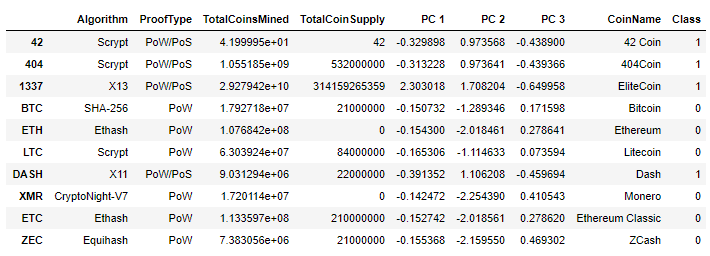 Algorithm ProofType TotalCoinsMined TotalCoinSupply PC 1 PC 2 PC 3 CoinName Class
42 Scrypt PoW/PoS 4.199995e+01 42 -0.329898 0.973568 -0.438900 42 Coin 1
404 Scrypt PoW/PoS 1.055185e+09 532000000 -0.313228 0.973641 -0.439366 404Coin 1
1337 X13 PoW/PoS 2.927942e+10 314159265359 2.303018 1.708204 -0.649958 EliteCoin 1
BTC SHA-256 PoW 1.792718e+07 21000000 -0.150732 -1.289346 0.171598 Bitcoin 0
ETH Ethash PoW 1.076842e+08 0 -0.154300 -2.018461 0.278641 Ethereum 0
LTC Scrypt PoW 6.303924e+07 84000000 -0.165306 -1.114633 0.073594 Litecoin 0
DASH X11 PoW/PoS 9.031294e+06 22000000 -0.391352 1.106208 -0.459694 Dash 1
XMR CryptoNight-V7 PoW 1.720114e+07 0 -0.142472 -2.254390 0.410543 Monero 0
ETC Ethash PoW 1.133597e+08 210000000 -0.152742 -2.018561 0.278620 Ethereum Classic 0
ZEC Equihash PoW 7.383056e+06 21000000 -0.155368 -2.159550 0.469302 ZCash 0